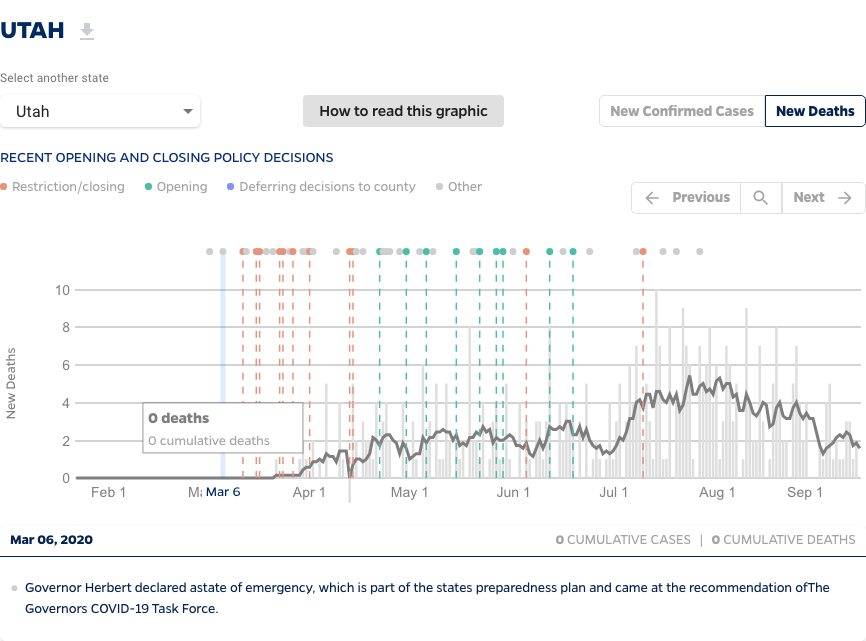 UTAH
Select another state
Utah
How to read this graphic
New Confirmed Cases
New Deaths
RECENT OPENING AND CLOSING POLICY DECISIONS
Restriction/closing
Opening
Deferring decisions to county
Other
Previous
Next
New Deaths
10
8
6
4
2
0
0 deaths
0 cumulative deaths
Feb 1
Ma
Mar 6
Apr 1
May 1
Jun 1
Jul 1
Aug 1
Sep 1
Mar 06, 2020
0 CUMULATIVE CASES | 0 CUMULATIVE DEATHS
Governor Herbert declared astate of emergency, which is part of the states preparedness plan and came at the recommendation ofThe
Governors COVID-19 Task Force.